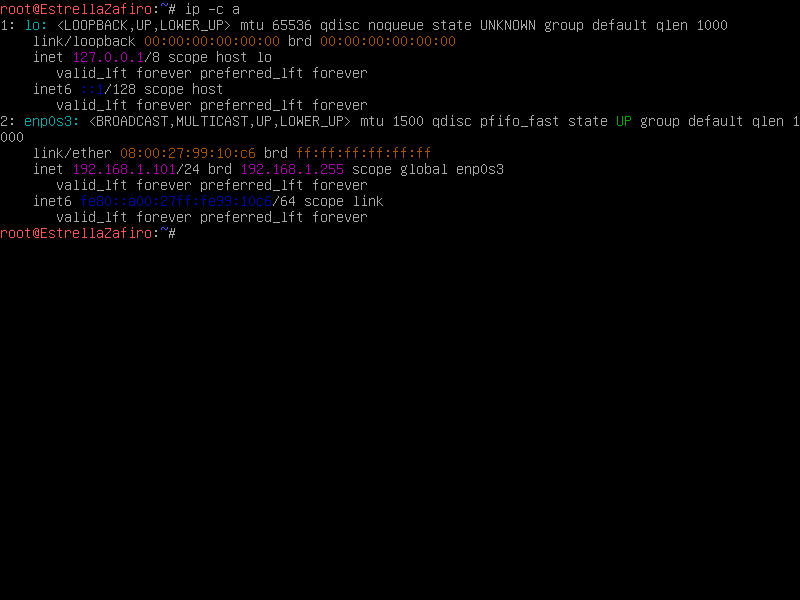 root@EstrellaZafiro:~# ip -c a
1: lo: <LOOPBACK,UP,LOWER_UP> mtu 65536 qdisc noqueue state UNKNOWN group default qlen 1000
link/loopback 00:00:00:00:00:00 brd 00:00:00:00:00:00
inet 127.0.0.1/8 scope host lo
valid_lft forever preferred_lft forever
inet6 ::1/128 scope host
valid_lft forever preferred_lft forever
2: enp0s3: <BROADCAST,MULTICAST,UP,LOWER_UP> mtu 1500 qdisc pfifo_fast state UP group default qlen 1
000
link/ether 08:00:27:99:10:c6 brd ff:ff:ff:ff:ff:ff
inet 192.168.1.101/24 brd 192.168.1.255 scope global enp0s3
valid_lft forever preferred_lft forever
inet6 fe80::a00:27ff:fe99:10c6/64 scope link
valid_lft forever preferred_lft forever
root@EstrellaZafiro:~#